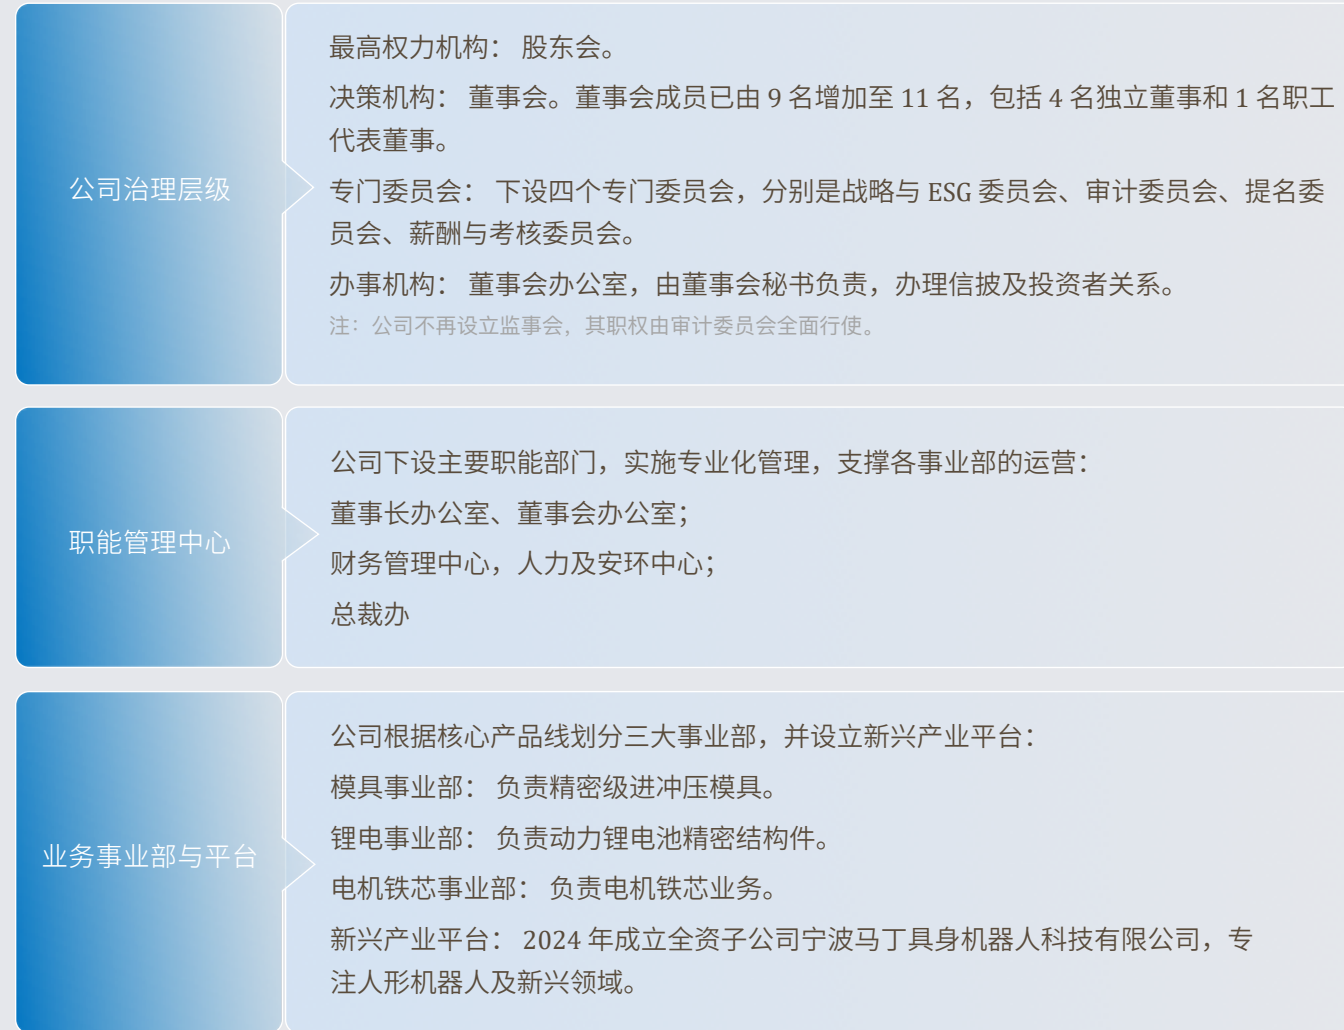 公司治理层级
最高权力机构： 股东会。
决策机构： 董事会。董事会成员已由 9 名增加至 11 名，包括 4 名独立董事和 1 名职工
代表董事。
专门委员会： 下设四个专门委员会，分别是战略与 ESG 委员会、审计委员会、提名委
员会、薪酬与考核委员会。
办事机构： 董事会办公室，由董事会秘书负责，办理信披及投资者关系。
注：公司不再设立监事会，其职权由审计委员会全面行使。
职能管理中心
公司下设主要职能部门，实施专业化管理，支撑各事业部的运营：
董事长办公室、董事会办公室；
财务管理中心，人力及安环中心；
总裁办
业务事业部与平台
公司根据核心产品线划分三大事业部，并设立新兴产业平台：
模具事业部： 负责精密级进冲压模具。
锂电事业部： 负责动力锂电池精密结构件。
电机铁芯事业部： 负责电机铁芯业务。
新兴产业平台： 2024 年成立全资子公司宁波马丁具身机器人科技有限公司，专
注人形机器人及新兴领域。